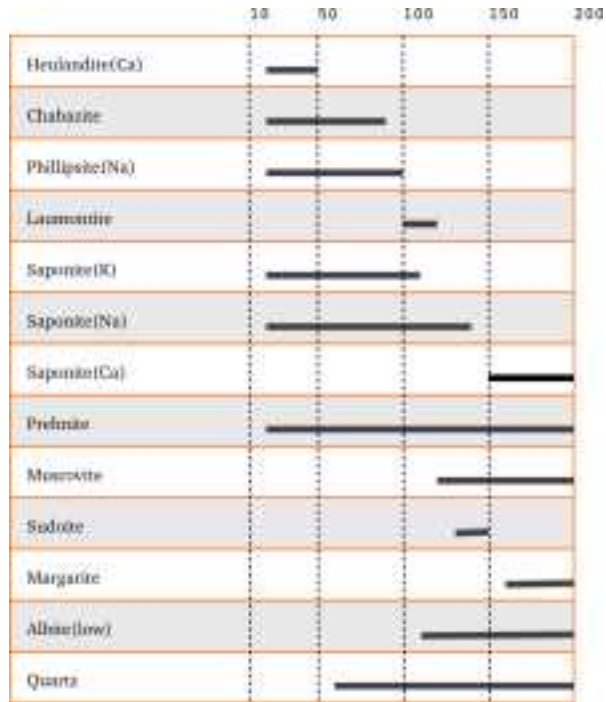 10 50 100 150 200
Heulandite(Ca)
Chabazite
Phillipsite(Na)
Laumontite
Saponite(K)
Saponite(Na)
Saponite(Ca)
Prehnite
Muscovite
Sudoite
Margarite
Albite(low)
Quartz